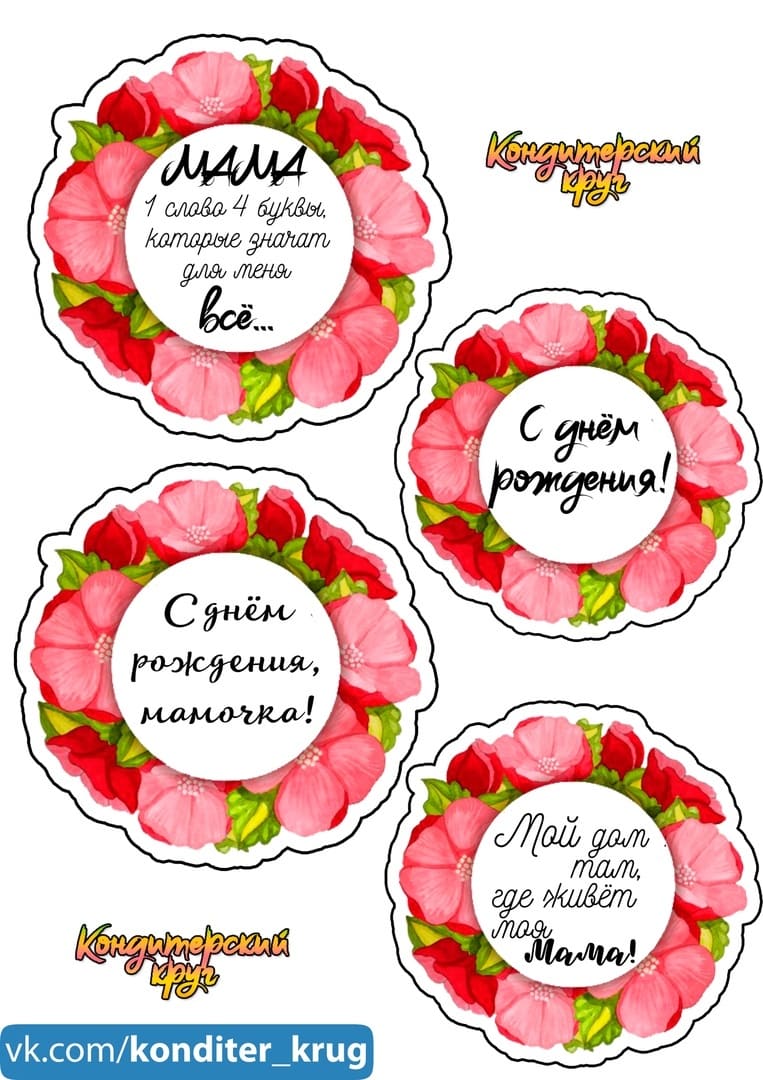 МАМА
1 слово 4 буквы,
которые значат
для меня
всё...
Кондитерский
круг
С днём
рождения!
С днём
рождения,
мамочка!
Мой дом
там,
где живёт
моя
мама!
Кондитерский
круг
vk.com/konditer_krug